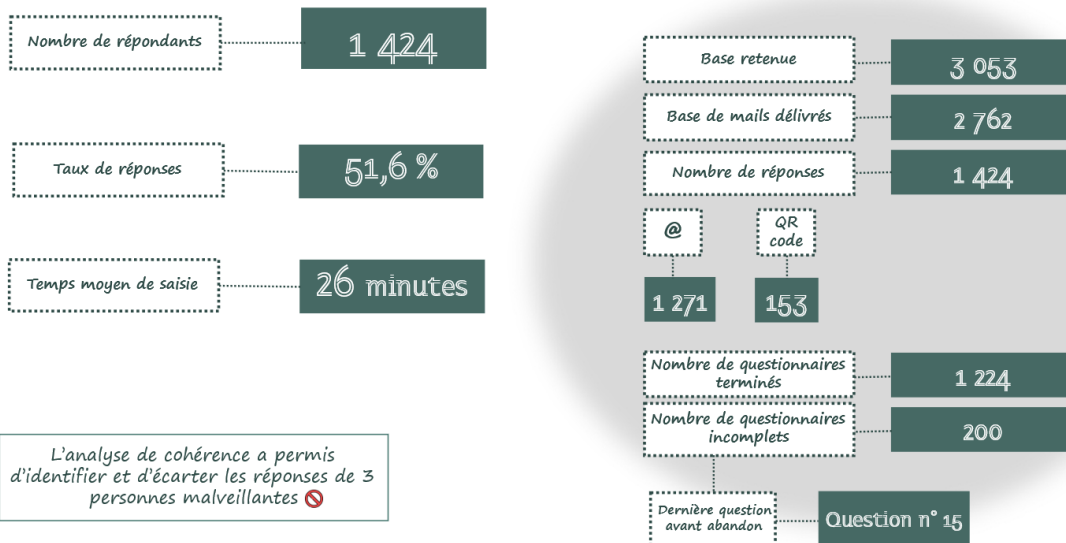 Nombre de répondants
1 424
Taux de réponses
51,6 %
Temps moyen de saisie
26 minutes
L'analyse de cohérence a permis
d'identifier et d'écarter les réponses de 3
personnes malveillantes
Base retenue
3 053
Base de mails délivrés
2 762
Nombre de réponses
1 424
@
QR
code
1 271
153
Nombre de questionnaires
terminés
1 224
Nombre de questionnaires
incomplets
200
Dernière question
avant abandon
Question n° 15